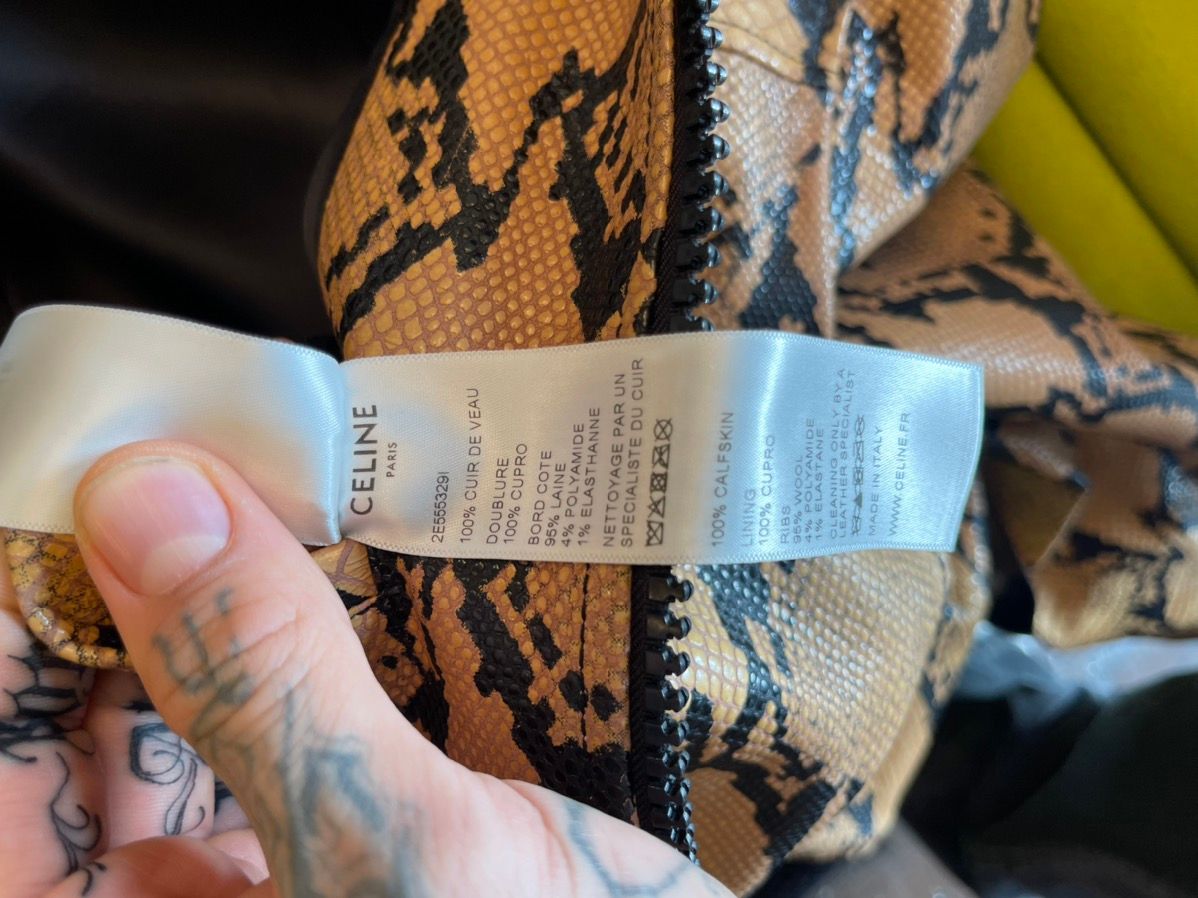 CELINE
PARIS
2E555329I
100% CUIR DE VEAU
DOUBLURE
100% CUPRO
BORD COTE
95% LAINE
4% POLYAMIDE
1% ELASTHANNE
NETTOYAGE PAR UN
SPECIALISTE DU CUIR
100% CALFSKIN
LINING
100% CUPRO
RIBS
95% WOOL
4% POLYAMIDE
1% ELASTANE
CLEANING ONLY BY A
LEATHER SPECIALIST
MADE IN ITALY
WWW.CELINE.FR